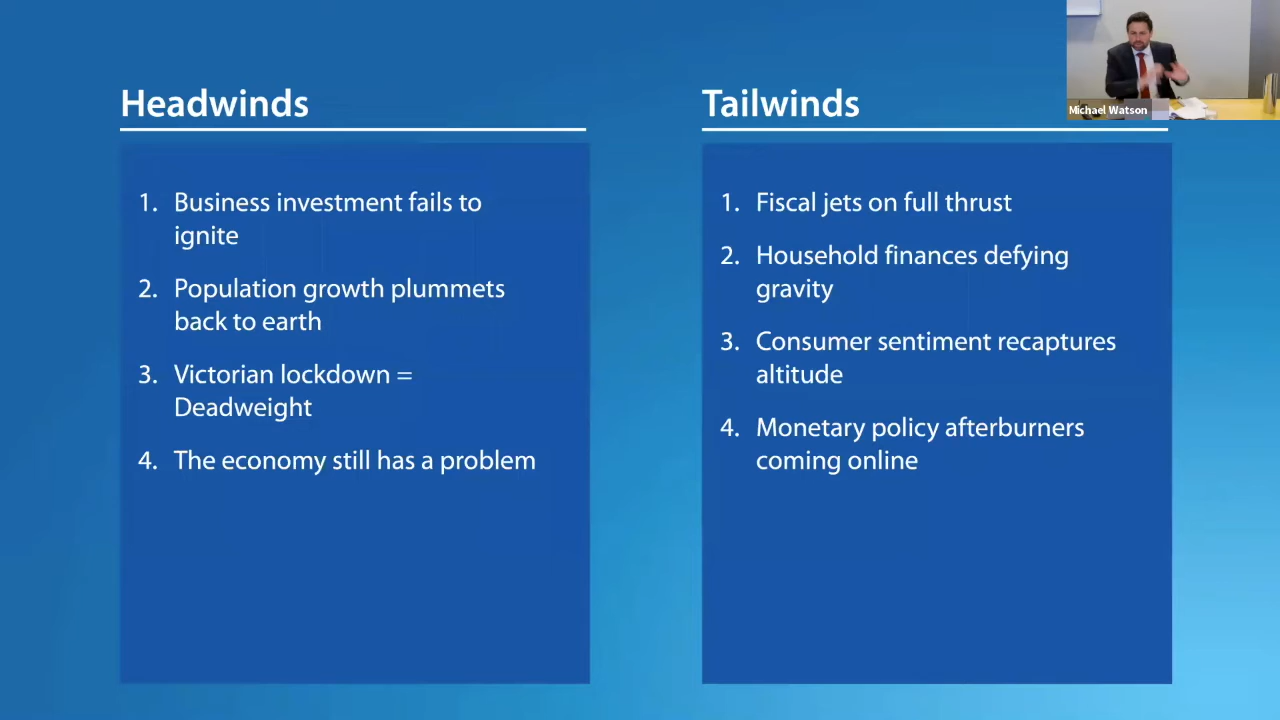 Headwinds
1. Business investment fails to
ignite
2. Population growth plummets
back to earth
3. Victorian lockdown =
Deadweight
4. The economy still has a problem
Tailwinds
1. Fiscal jets on full thrust
2. Household finances defying
gravity
3. Consumer sentiment recaptures
altitude
4. Monetary policy afterburners
coming online
Michael Watson